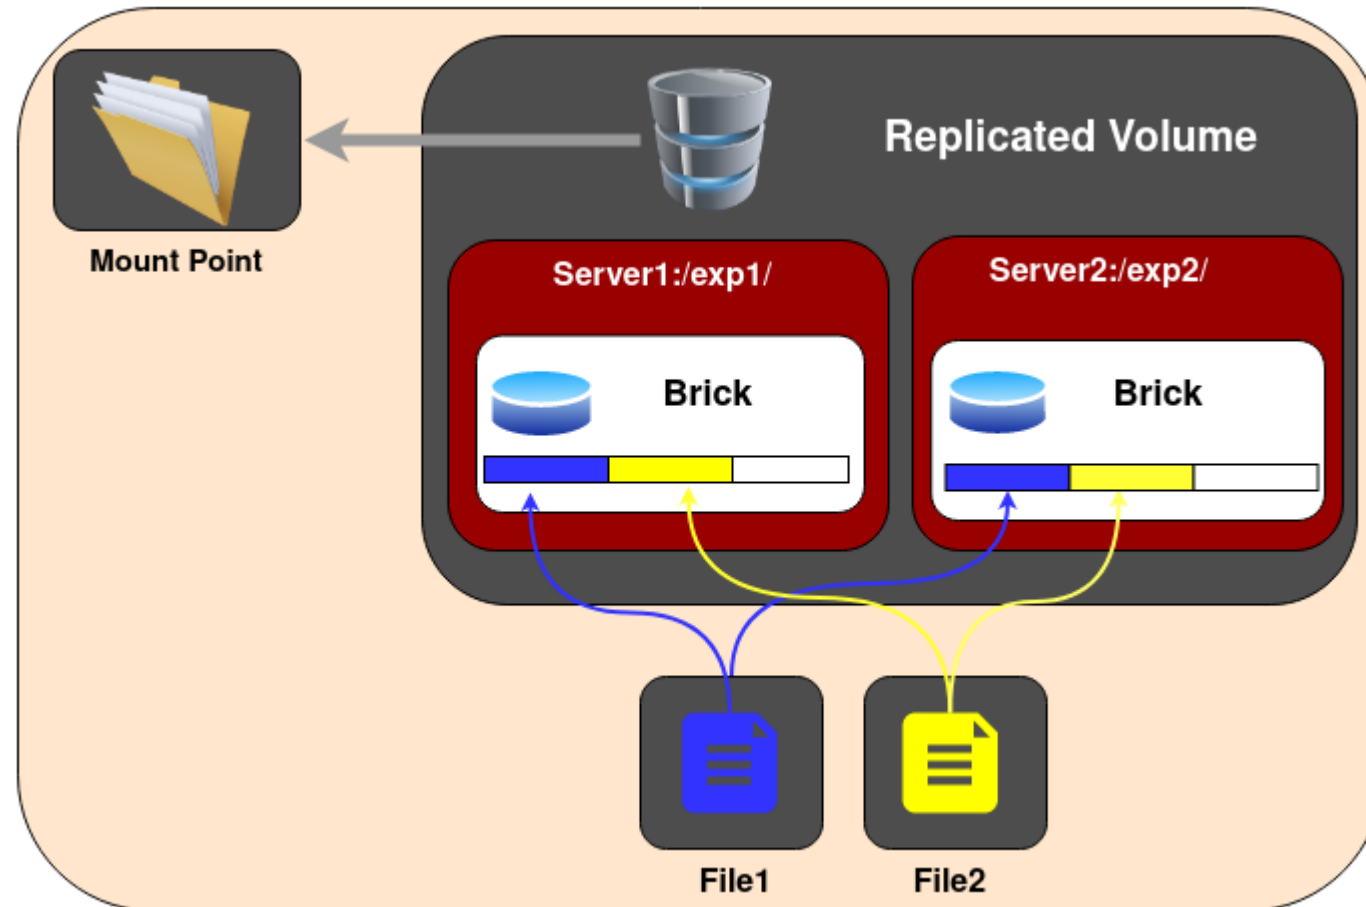 Replicated Volume
Mount Point
Server1:/exp1/
Server2:/exp2/
Brick
Brick
File1
File2